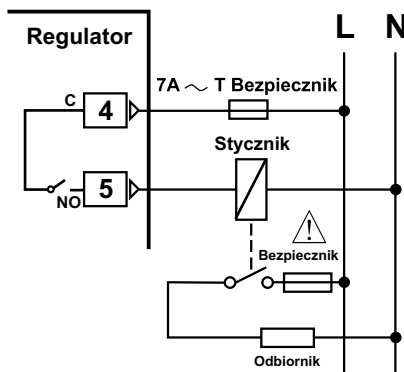 L N
Regulator
7A ~ T Bezpiecznik
C 4
Stycznik
NO 5
!
Bezpiecznik
Odbiornik